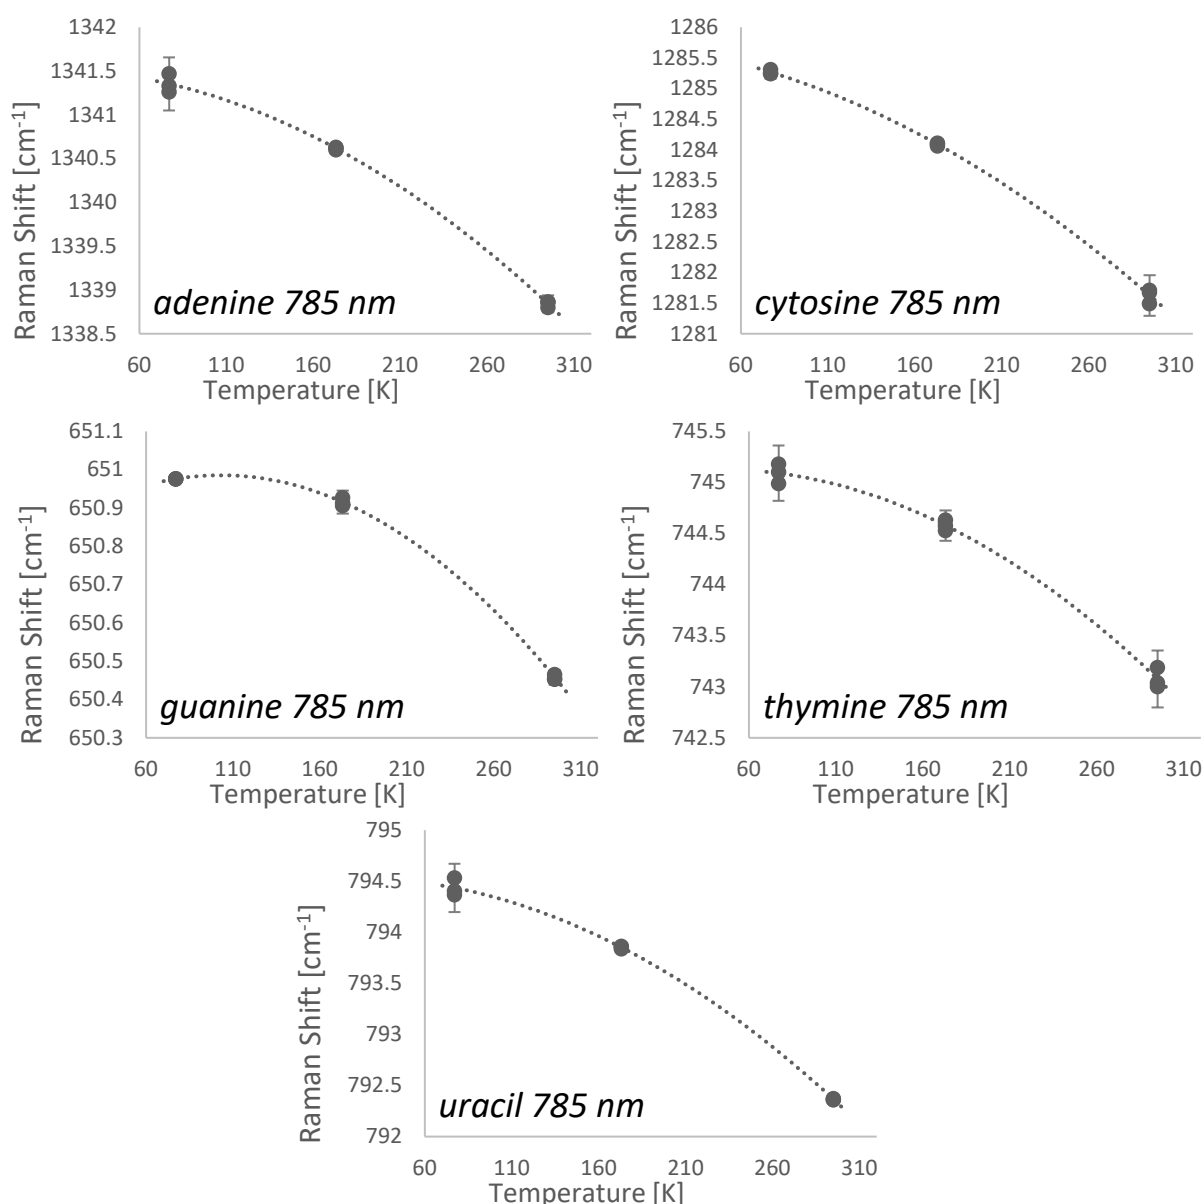 Raman Shift [cm-1]
1342
1341.5
1341
1340.5
1340
1339.5
1339
1338.5
adenine 785 nm
60 110 160 210 260 310
Temperature [K]
Raman Shift [cm-1]
1286
1285.5
1285
1284.5
1284
1283.5
1283
1282.5
1282
1281.5
1281
cytosine 785 nm
60 110 160 210 260 310
Temperature [K]
Raman Shift [cm-1]
651.1
651
650.9
650.8
650.7
650.6
650.5
650.4
650.3
guanine 785 nm
60 110 160 210 260 310
Temperature [K]
Raman Shift [cm-1]
745.5
745
744.5
744
743.5
743
742.5
thymine 785 nm
60 110 160 210 260 310
Temperature [K]
Raman Shift [cm-1]
795
794.5
794
793.5
793
792.5
792
uracil 785 nm
60 110 160 210 260 310
Temperature [K]